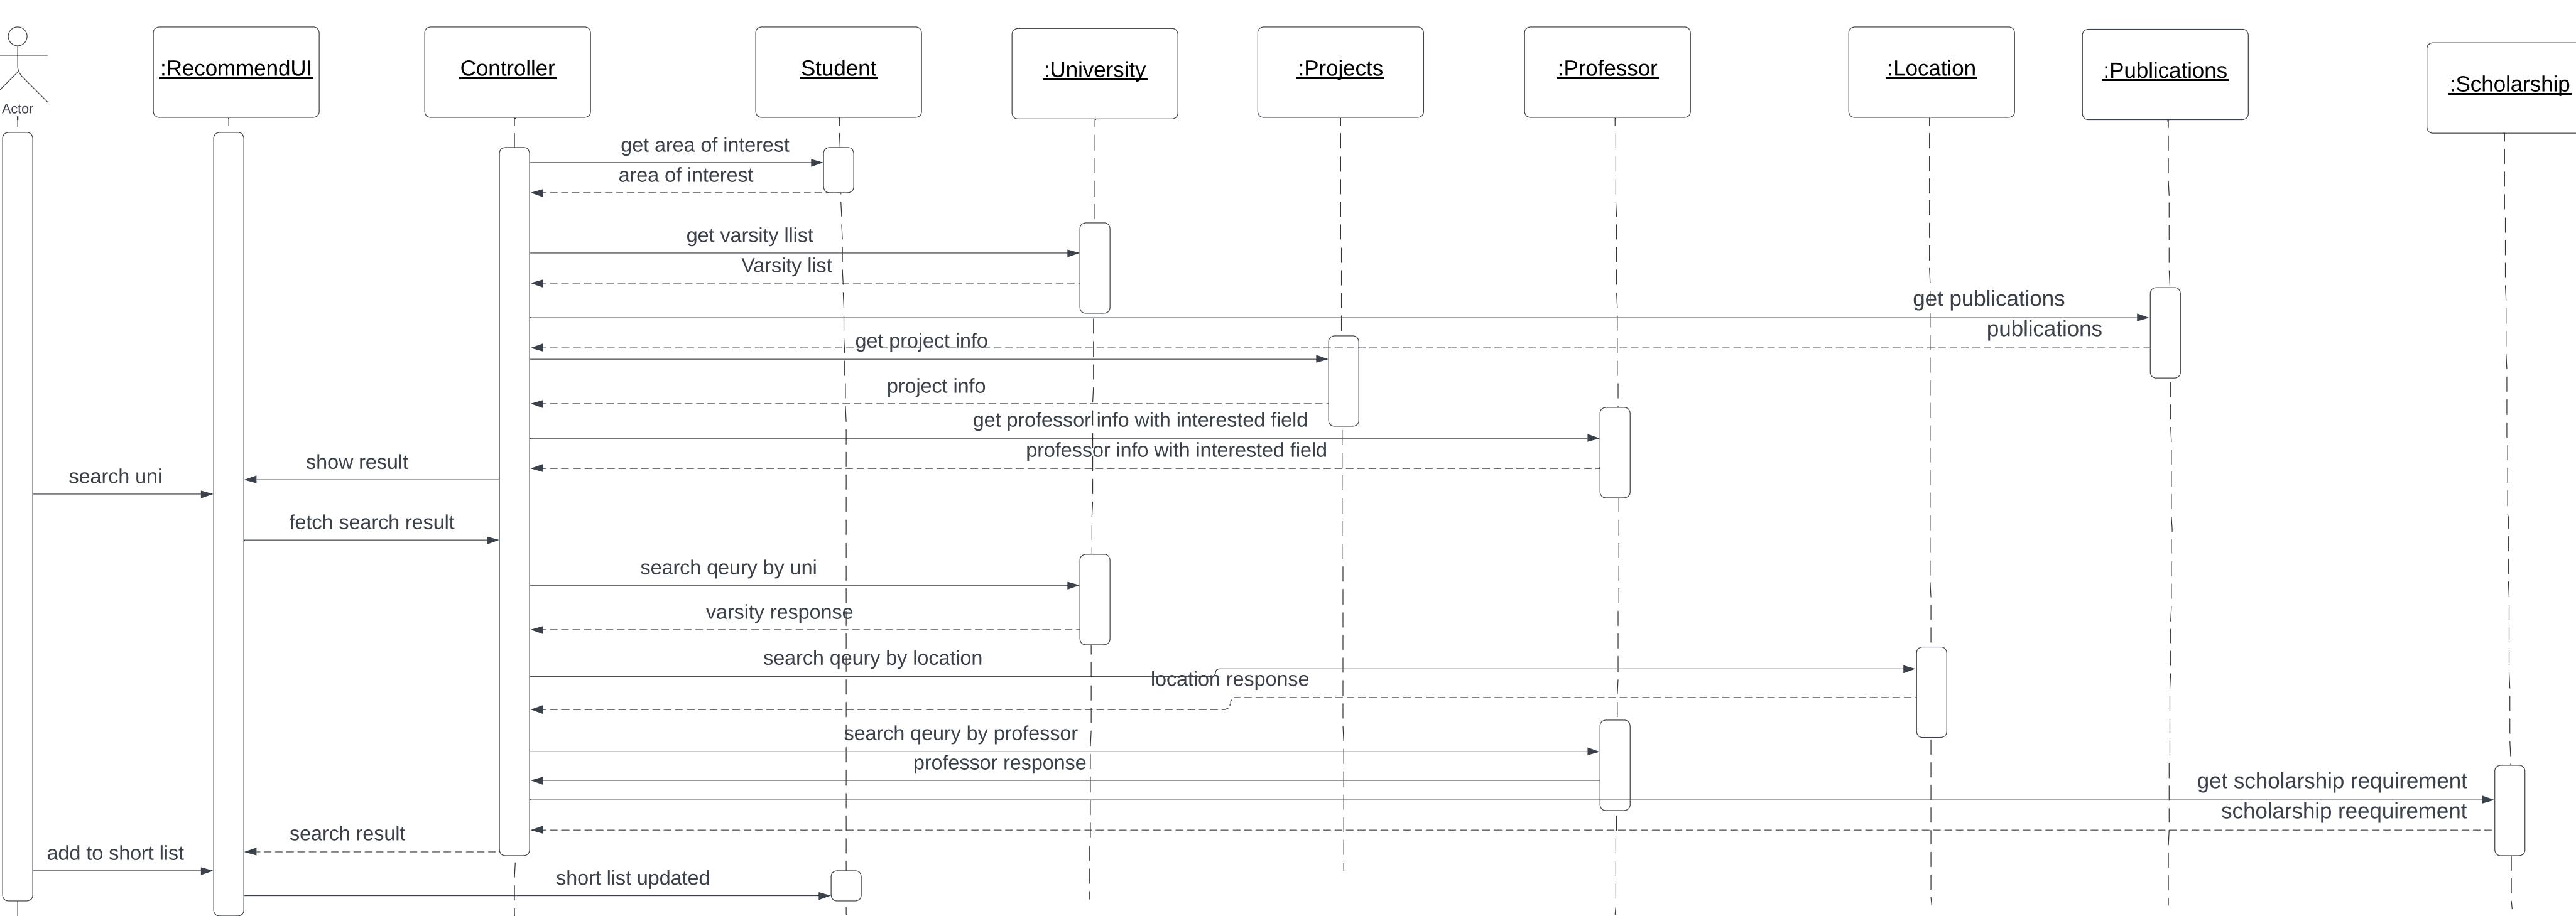 :RecommendUI
Controller
Student
:University
:Projects
:Professor
:Location
:Publications
:Scholarship
Actor
get area of interest
area of interest
get varsity llist
Varsity list
get publications
publications
get project info
project info
get professor info with interested field
professor info with interested field
show result
search uni
fetch search result
search qeury by uni
varsity response
search qeury by location
location response
search qeury by professor
professor response
get scholarship requirement
scholarship reequirement
search result
add to short list
short list updated